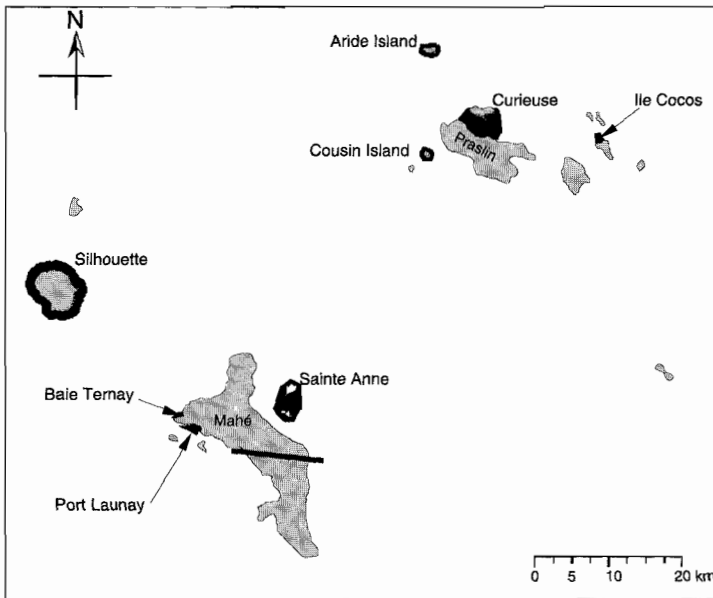 N
Aride Island
Curieuse
Ile Cocos
Cousin Island
Praslin
Silhouette
Sainte Anne
Baie Ternay
Mahé
Port Launay
0 5 10 20 km